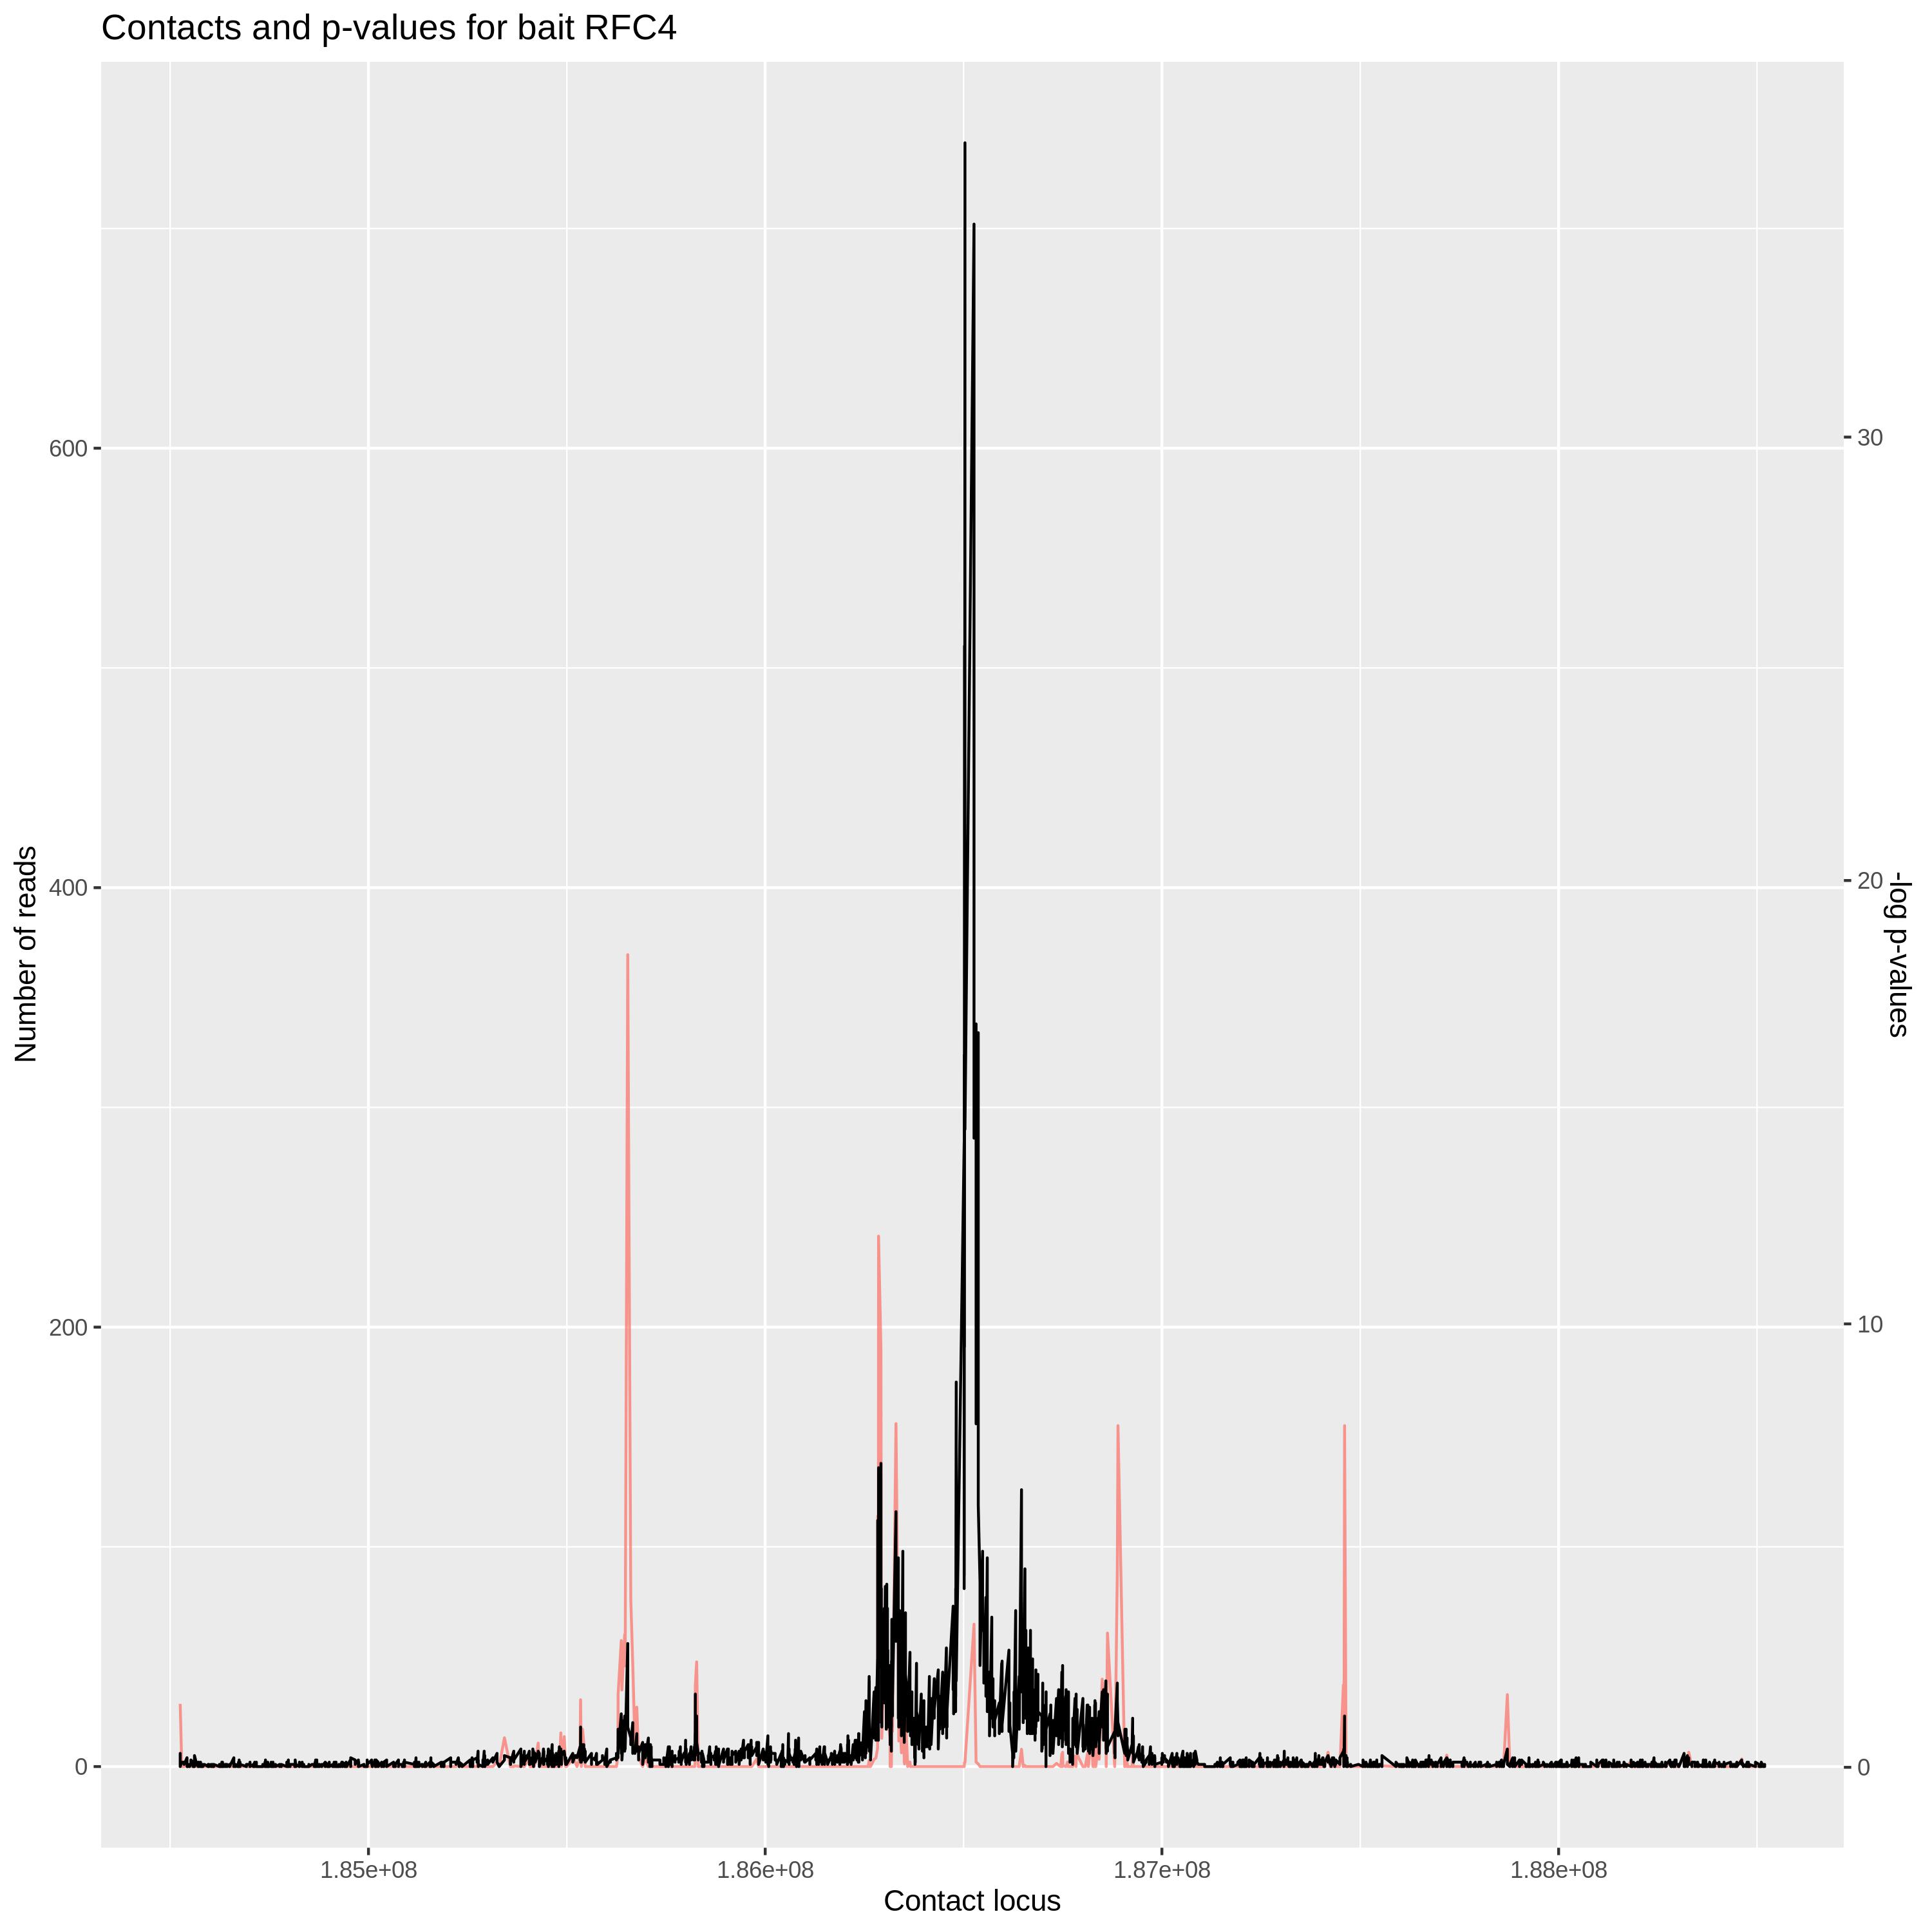 Contacts and p-values for bait RFC4
Number of reads
600
400
200
0
30
20
10
0
-log p-values
1.85e+08 1.86e+08 1.87e+08 1.88e+08
Contact locus